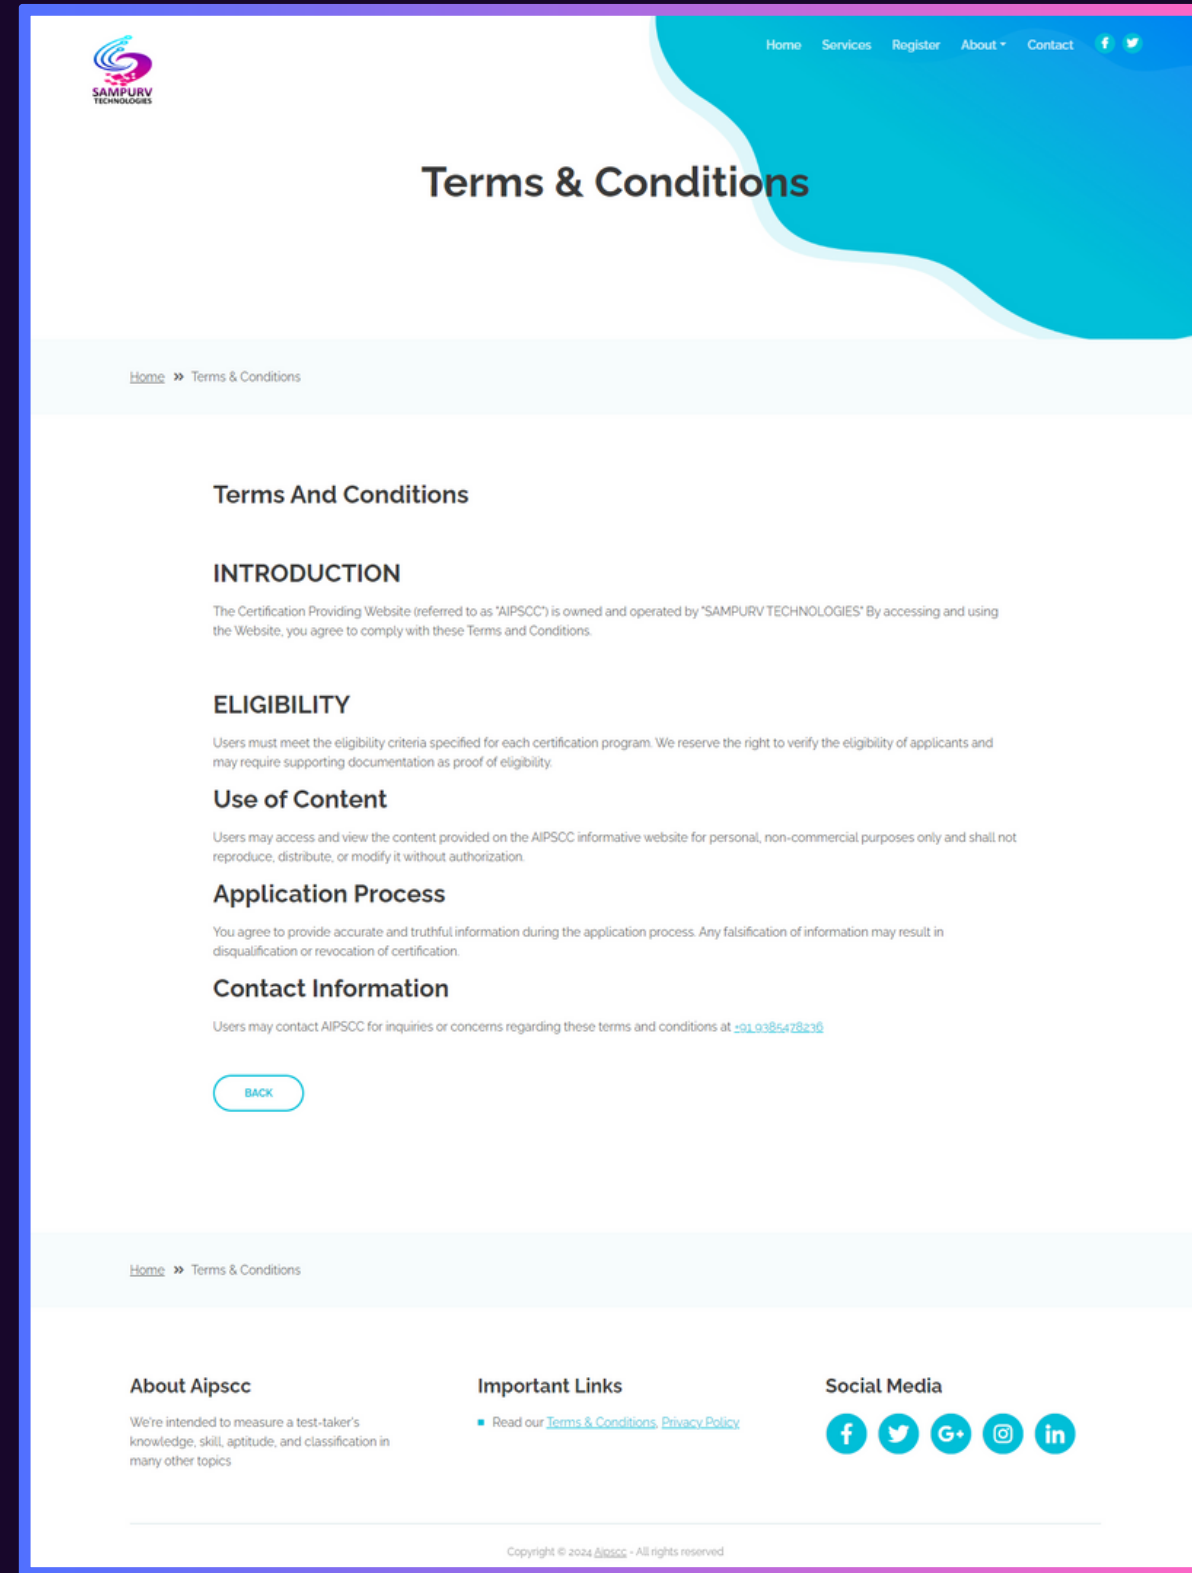 SAMPURV
TECHNOLOGIES
Home Services Register About Contact
Terms & Conditions
Home » Terms & Conditions
Terms And Conditions
INTRODUCTION
The Certification Providing Website (referred to as "AIPSCC") is owned and operated by "SAMPURV TECHNOLOGIES" By accessing and using
the Website, you agree to comply with these Terms and Conditions.
ELIGIBILITY
Users must meet the eligibility criteria specified for each certification program. We reserve the right to verify the eligibility of applicants and
may require supporting documentation as proof of eligibility.
Use of Content
Users may access and view the content provided on the AIPSCC informative website for personal, non-commercial purposes only and shall not
reproduce, distribute, or modify it without authorization.
Application Process
You agree to provide accurate and truthful information during the application process. Any falsification of information may result in
disqualification or revocation of certification.
Contact Information
Users may contact AIPSCC for inquiries or concerns regarding these terms and conditions at +91 9385478236
BACK
Home » Terms & Conditions
About Aipscc
We're intended to measure a test-taker's
knowledge, skill, aptitude, and classification in
many other topics
Important Links
Read our Terms & Conditions, Privacy Policy
Social Media
Copyright © 2024 Aipscc - All rights reserved